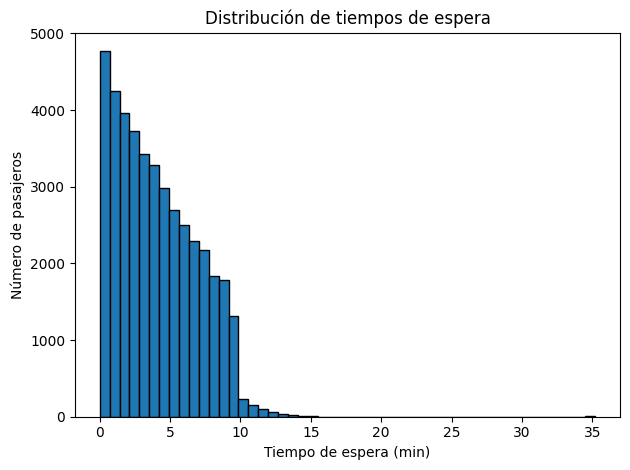 Distribución de tiempos de espera
5000
4000
3000
2000
1000
0
Número de pasajeros
0 5 10 15 20 25 30 35
Tiempo de espera (min)